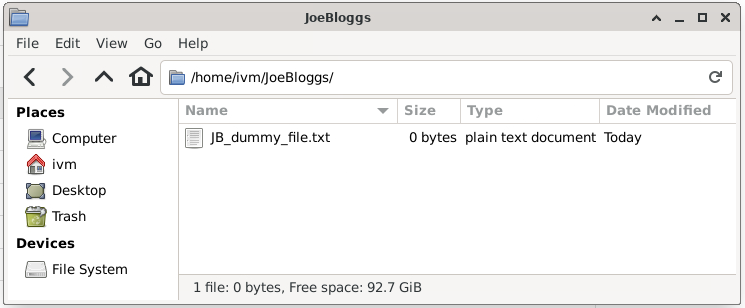 JoeBloggs
File Edit View Go Help
/home/ivm/JoeBloggs/
Places
Computer
ivm
Desktop
Trash
Devices
File System
Name Size Type Date Modified
JB_dummy_file.txt 0 bytes plain text document Today
1 file: 0 bytes, Free space: 92.7 GiB